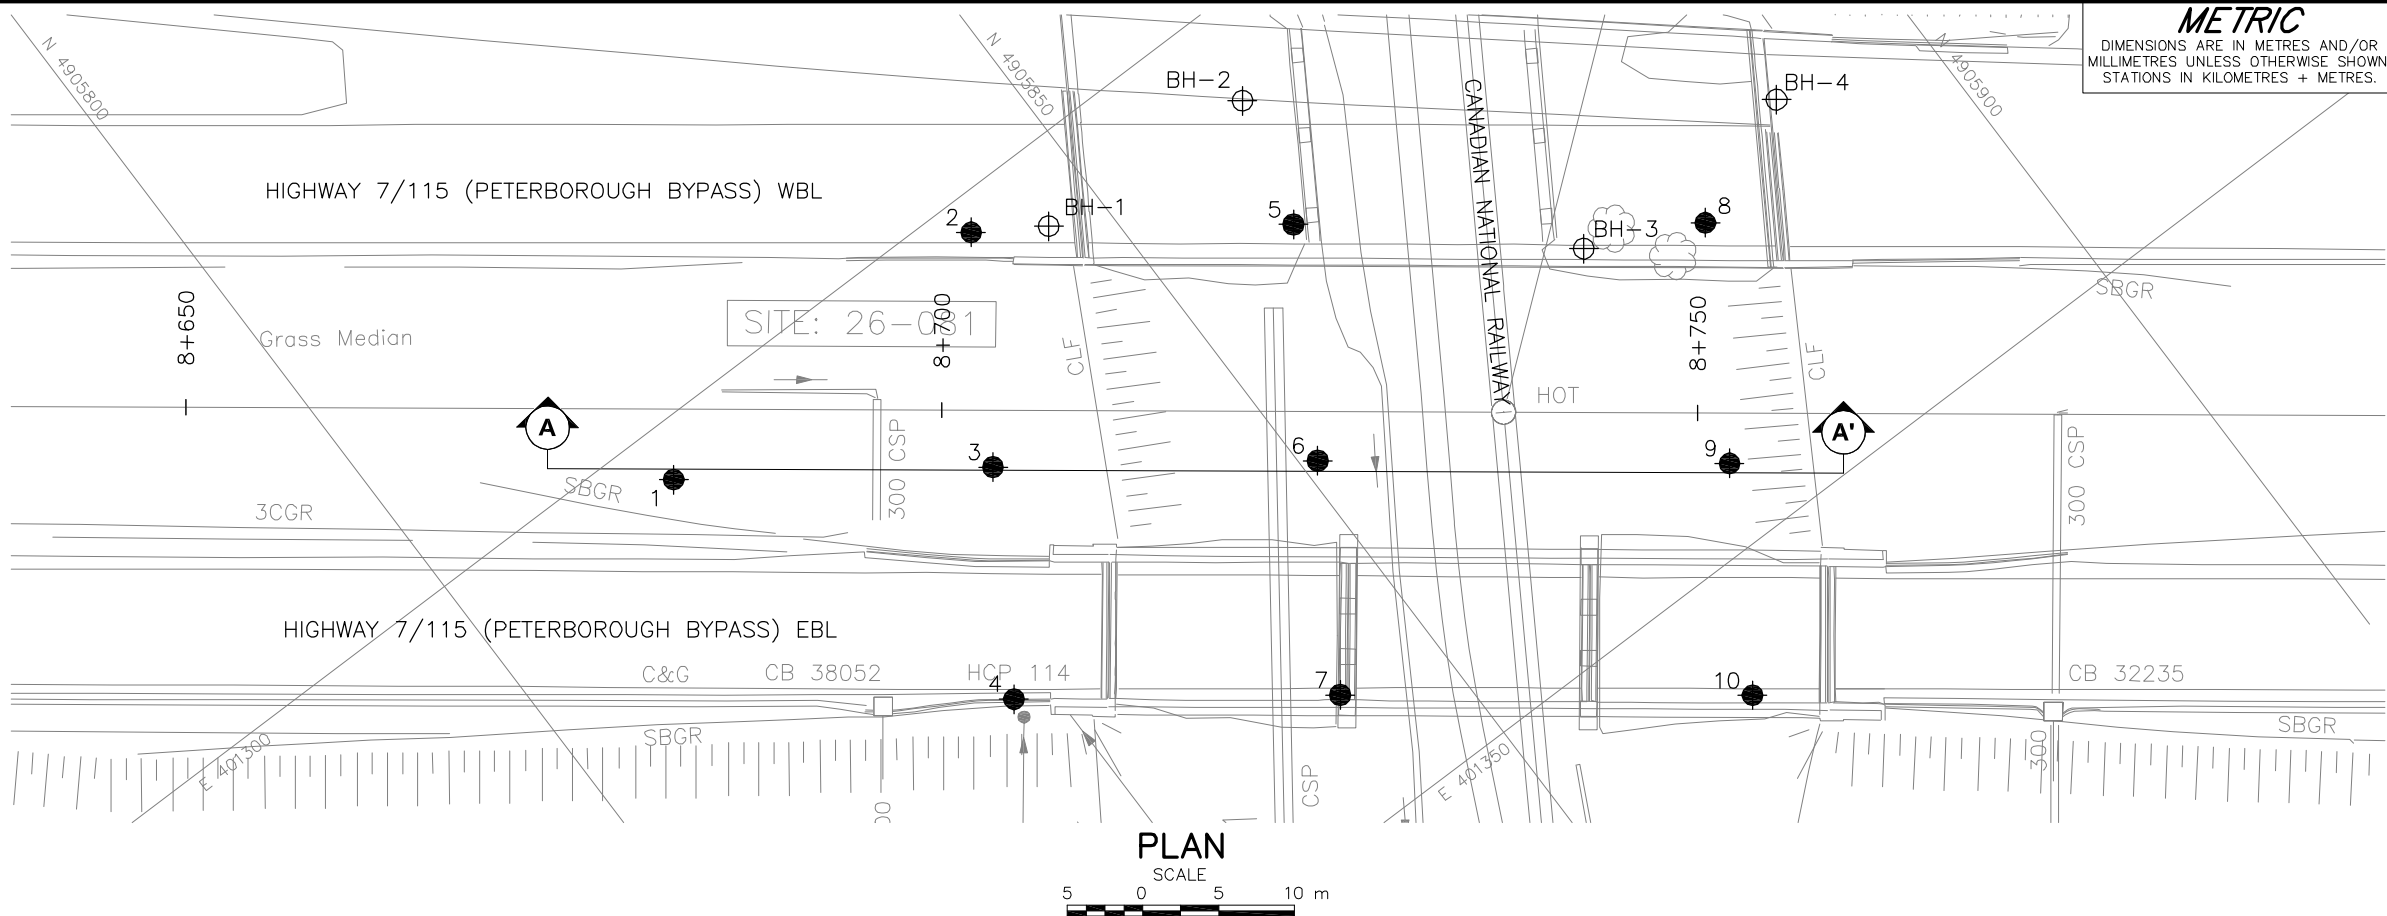 METRIC
DIMENSIONS ARE IN METRES AND/OR
MILLIMETRES UNLESS OTHERWISE SHOWN
STATIONS IN KILOMETRES + METRES.
N 4905800
N 4905850
N 4905900
BH-2
BH-4
CANADIAN NATIONAL RAILWAY
HIGHWAY 7/115 (PETERBOROUGH BYPASS) WBL
2
BH-1
5
BH-3
8
SBGR
8+650
8+700
8+750
SITE: 26-081
Grass Median
CLF
CLF
HOT
A
A'
300 CSP
300 CSP
3
6
9
1
SBGR
3CGR
HIGHWAY 7/115 (PETERBOROUGH BYPASS) EBL
C&G
CB 38052
HCP 114
CB 32235
4
7
10
SBGR
SBGR
E 401300
E 401350
300
CSP
PLAN
SCALE
5 0 5 10 m